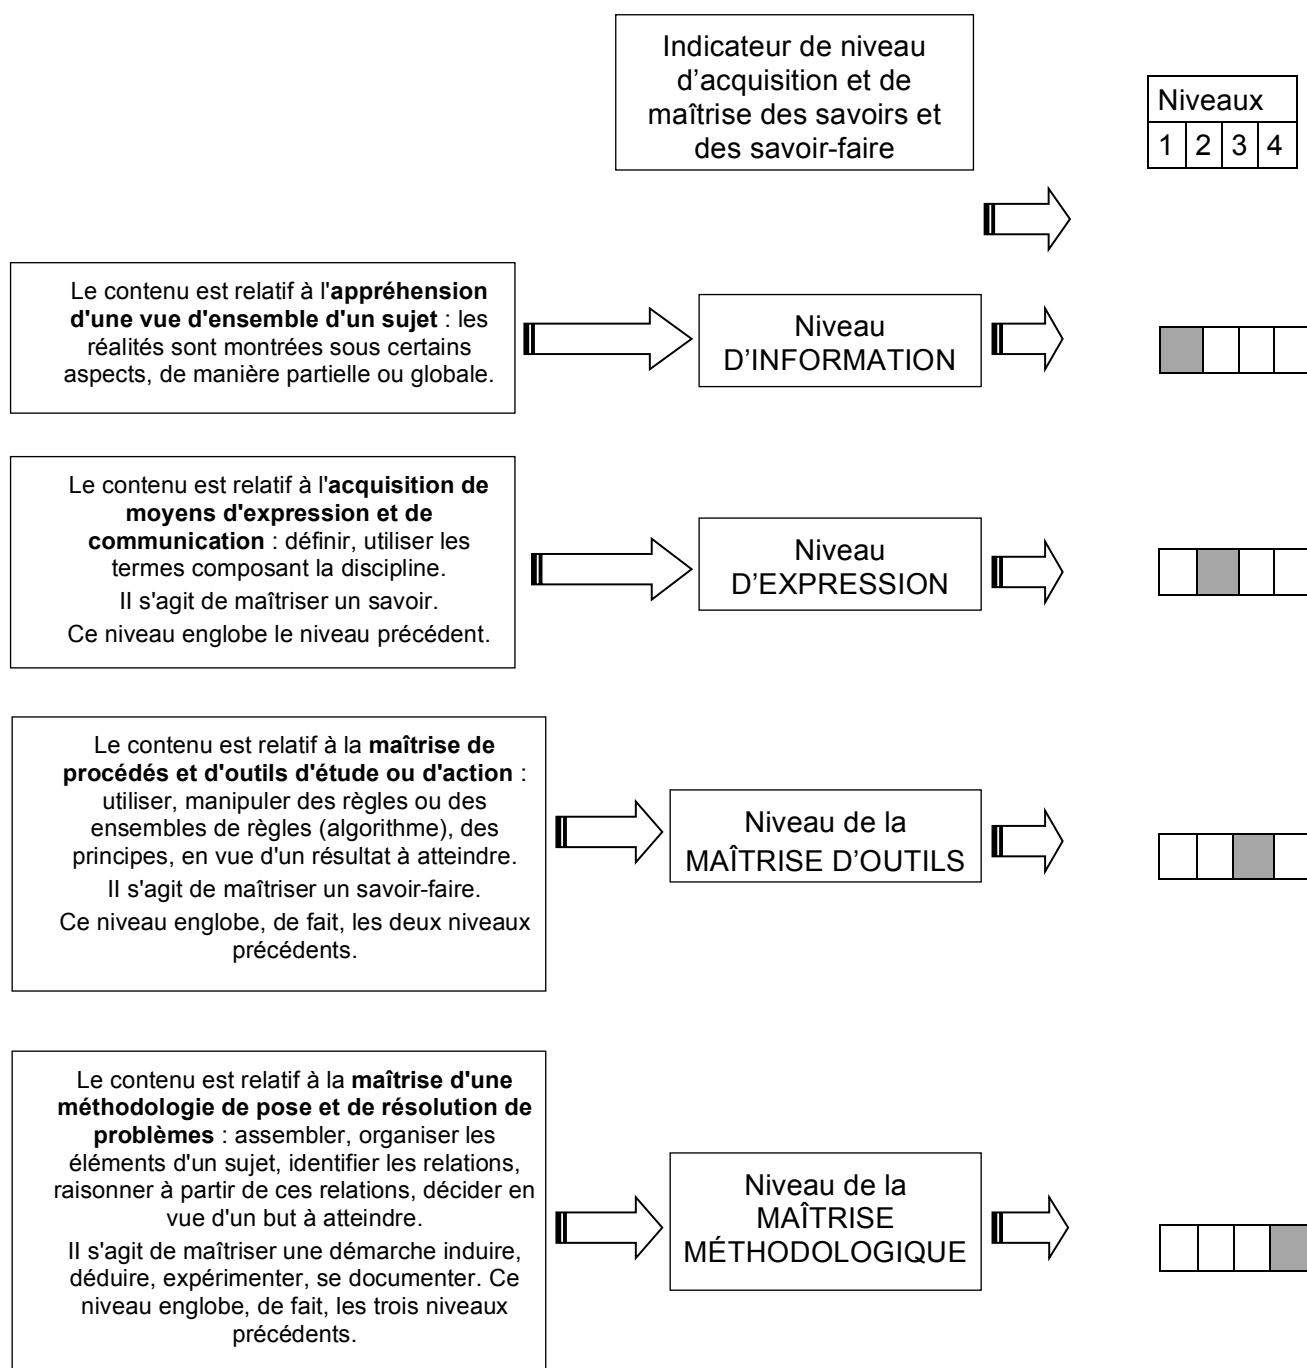 Indicateur de niveau
d'acquisition et de
maîtrise des savoirs et
des savoir-faire
Niveaux
1 2 3 4
Le contenu est relatif à l'appréhension
d'une vue d'ensemble d'un sujet : les
réalités sont montrées sous certains
aspects, de manière partielle ou globale.
Niveau
D'INFORMATION
Le contenu est relatif à l'acquisition de
moyens d'expression et de
communication : définir, utiliser les
termes composant la discipline.
Il s'agit de maîtriser un savoir.
Ce niveau englobe le niveau précédent.
Niveau
D'EXPRESSION
Le contenu est relatif à la maîtrise de
procédés et d'outils d'étude ou d'action :
utiliser, manipuler des règles ou des
ensembles de règles (algorithme), des
principes, en vue d'un résultat à atteindre.
Il s'agit de maîtriser un savoir-faire.
Ce niveau englobe, de fait, les deux niveaux
précédents.
Niveau de la
MAÎTRISE D'OUTILS
Le contenu est relatif à la maîtrise d'une
méthodologie de pose et de résolution de
problèmes : assembler, organiser les
éléments d'un sujet, identifier les relations,
raisonner à partir de ces relations, décider en
vue d'un but à atteindre.
Il s'agit de maîtriser une démarche induire,
déduire, expérimenter, se documenter. Ce
niveau englobe, de fait, les trois niveaux
précédents.
Niveau de la
MAÎTRISE
MÉTHODOLOGIQUE